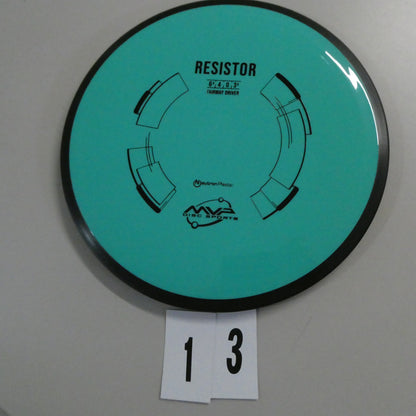 RESISTOR
FAIRWAY DRIVER
Neutron Plastic
MVP
DISC SPORTS
1 3